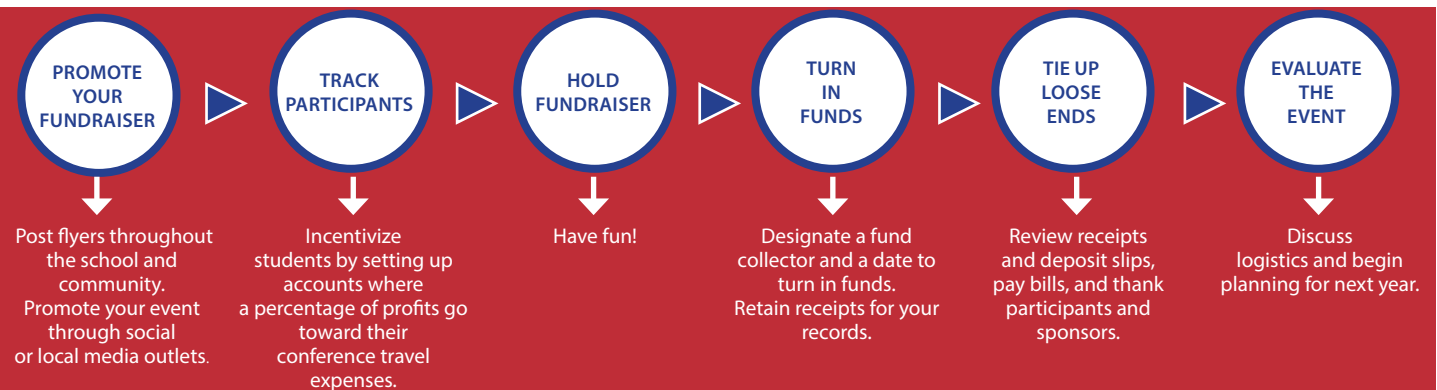 PROMOTE
YOUR
FUNDRAISER
Post flyers throughout
the school and
community.
Promote your event
through social
or local media outlets.
TRACK
PARTICIPANTS
Incentivize
students by setting up
accounts where
a percentage of profits go
toward their
conference travel
expenses.
HOLD
FUNDRAISER
Have fun!
TURN
IN
FUNDS
Designate a fund
collector and a date to
turn in funds.
Retain receipts for your
records.
TIE UP
LOOSE
ENDS
Review receipts
and deposit slips,
pay bills, and thank
participants and
sponsors.
EVALUATE
THE
EVENT
Discuss
logistics and begin
planning for next year.